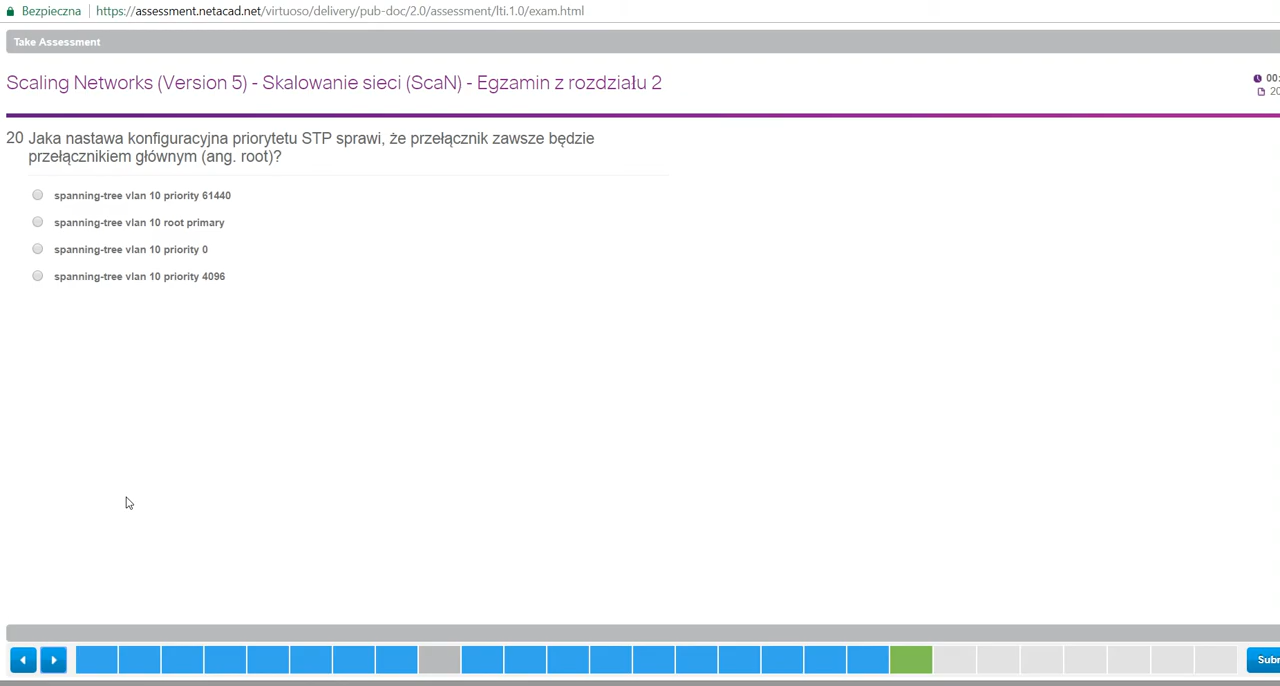 Bezpieczna | https://assessment.netacad.net/virtuoso/delivery/pub-doc/2.0/assessment/lti.1.0/exam.html
Take Assessment
Scaling Networks (Version 5) - Skalowanie sieci (ScaN) - Egzamin z rozdziału 2
00:
20
20 Jaka nastawa konfiguracyjna priorytetu STP sprawi, że przełącznik zawsze będzie
przełącznikiem głównym (ang. root)?
spanning-tree vlan 10 priority 61440
spanning-tree vlan 10 root primary
spanning-tree vlan 10 priority 0
spanning-tree vlan 10 priority 4096